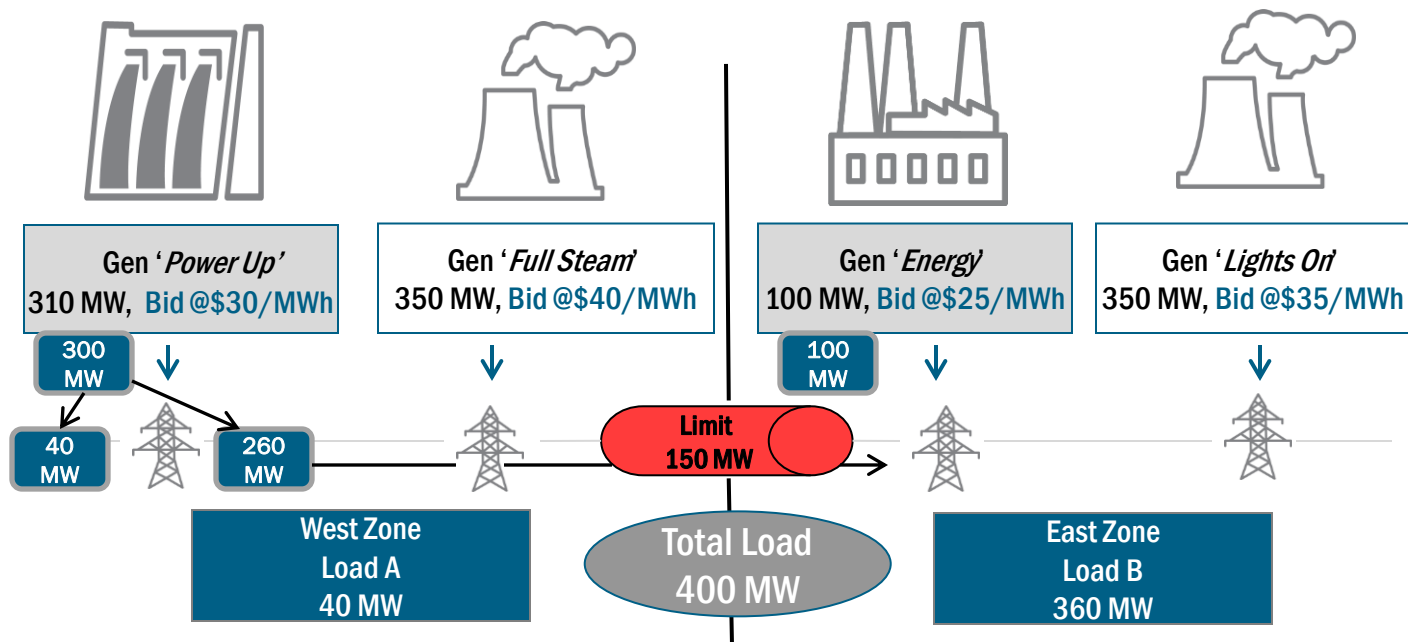 Gen ‘Power Up’
310 MW, Bid @$30/MWh
Gen ‘Full Steam’
350 MW, Bid @$40/MWh
Gen ‘Energy’
100 MW, Bid @$25/MWh
Gen ‘Lights On’
350 MW, Bid @$35/MWh
300
MW
100
MW
40
MW
260
MW
Limit
150 MW
West Zone
Load A
40 MW
Total Load
400 MW
East Zone
Load B
360 MW